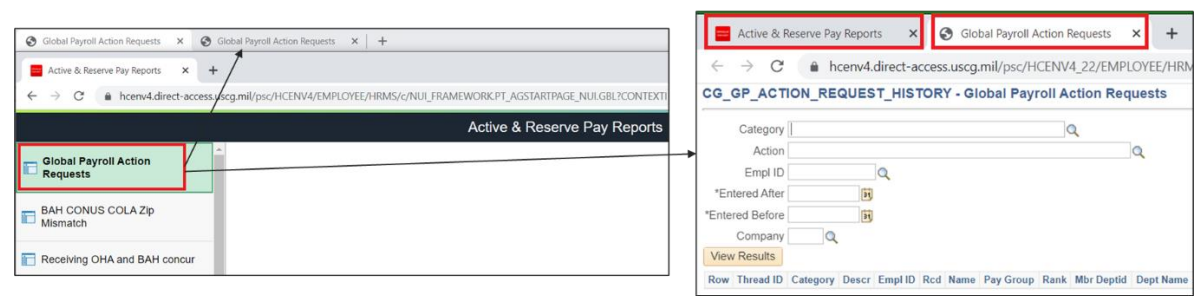 Global Payroll Action Requests × Global Payroll Action Requests × +
Active & Reserve Pay Reports × +
hcenv4.direct-access.uscg.mil/psc/HCENV4/EMPLOYEE/HRMS/c/NUI_FRAMEWORK.PT_AGSTARTPAGE_NUI.GBL?CONTEXTI
Active & Reserve Pay Reports
Global Payroll Action
Requests
BAH CONUS COLA Zip
Mismatch
Receiving OHA and BAH concur
Active & Reserve Pay Reports × Global Payroll Action Requests × +
hcenv4.direct-access.uscg.mil/psc/HCENV4_22/EMPLOYEE/HRM
CG_GP_ACTION_REQUEST_HISTORY - Global Payroll Action Requests
Category
Action
Empl ID
*Entered After
*Entered Before
Company
View Results
Row Thread ID Category Descr Empl ID Rcd Name Pay Group Rank Mbr Deptid Dept Name